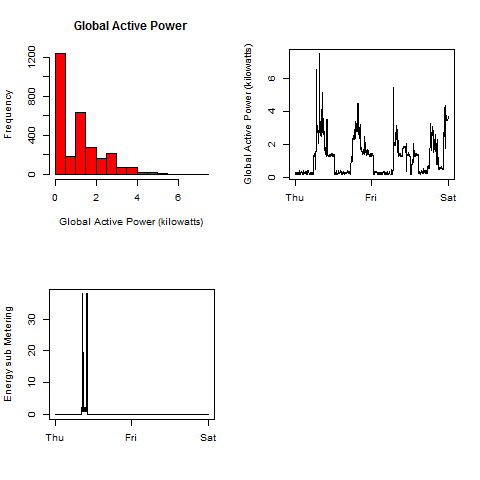 Global Active Power
Frequency
0 400 800 1200
0 2 4 6
Global Active Power (kilowatts)
Global Active Power (kilowatts)
0 2 4 6
Thu Fri Sat
Energy sub Metering
0 10 20 30
Thu Fri Sat